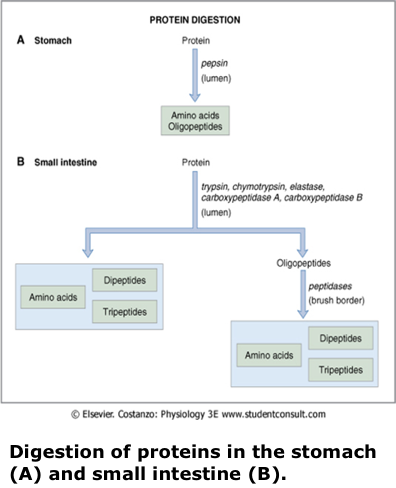 PROTEIN DIGESTION
A Stomach
Protein
pepsin
(lumen)
Amino acids
Oligopeptides
B Small intestine
Protein
trypsin, chymotrypsin, elastase,
carboxypeptidase A, carboxypeptidase B
(lumen)
Amino acids
Dipeptides
Tripeptides
Oligopeptides
peptidases
(brush border)
Amino acids
Dipeptides
Tripeptides
© Elsevier. Costanzo: Physiology 3E www.studentconsult.com
Digestion of proteins in the stomach
(A) and small intestine (B).